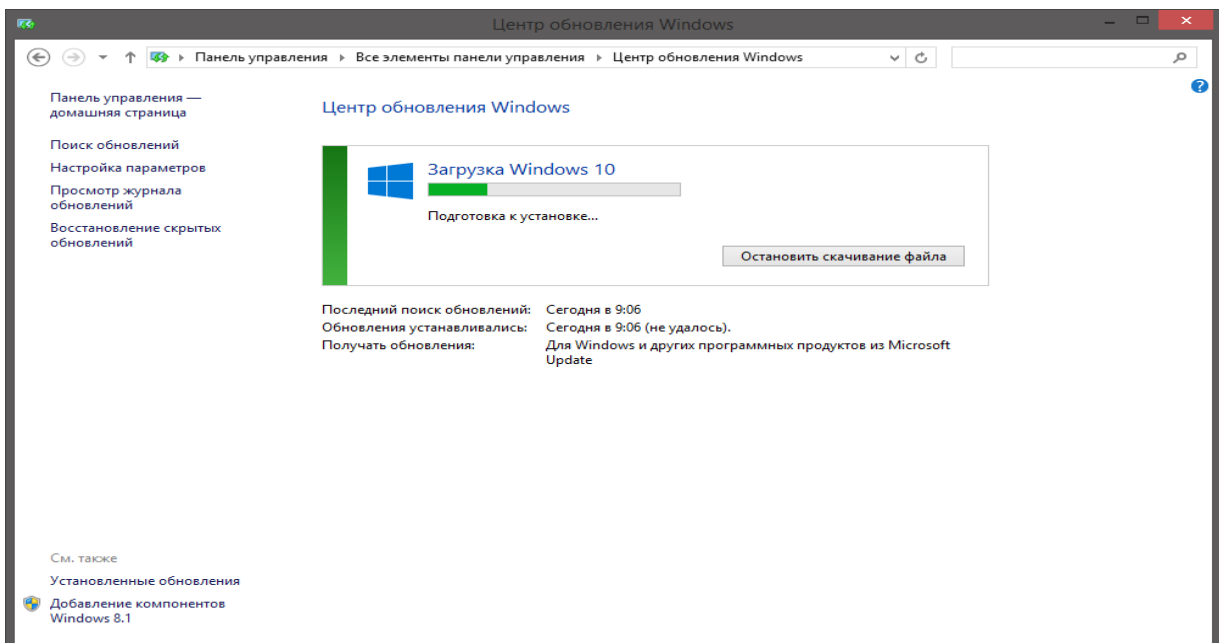 Центр обновления Windows
Панель управления Все элементы панели управления Центр обновления Windows
Панель управления —
домашняя страница
Поиск обновлений
Настройка параметров
Просмотр журнала
обновлений
Восстановление скрытых
обновлений
Центр обновления Windows
Загрузка Windows 10
Подготовка к установке...
Остановить скачивание файла
Последний поиск обновлений: Сегодня в 9:06
Обновления устанавливались: Сегодня в 9:06 (не удалось).
Получать обновления: Для Windows и других программных продуктов из Microsoft
Update
См. также
Установленные обновления
Добавление компонентов
Windows 8.1